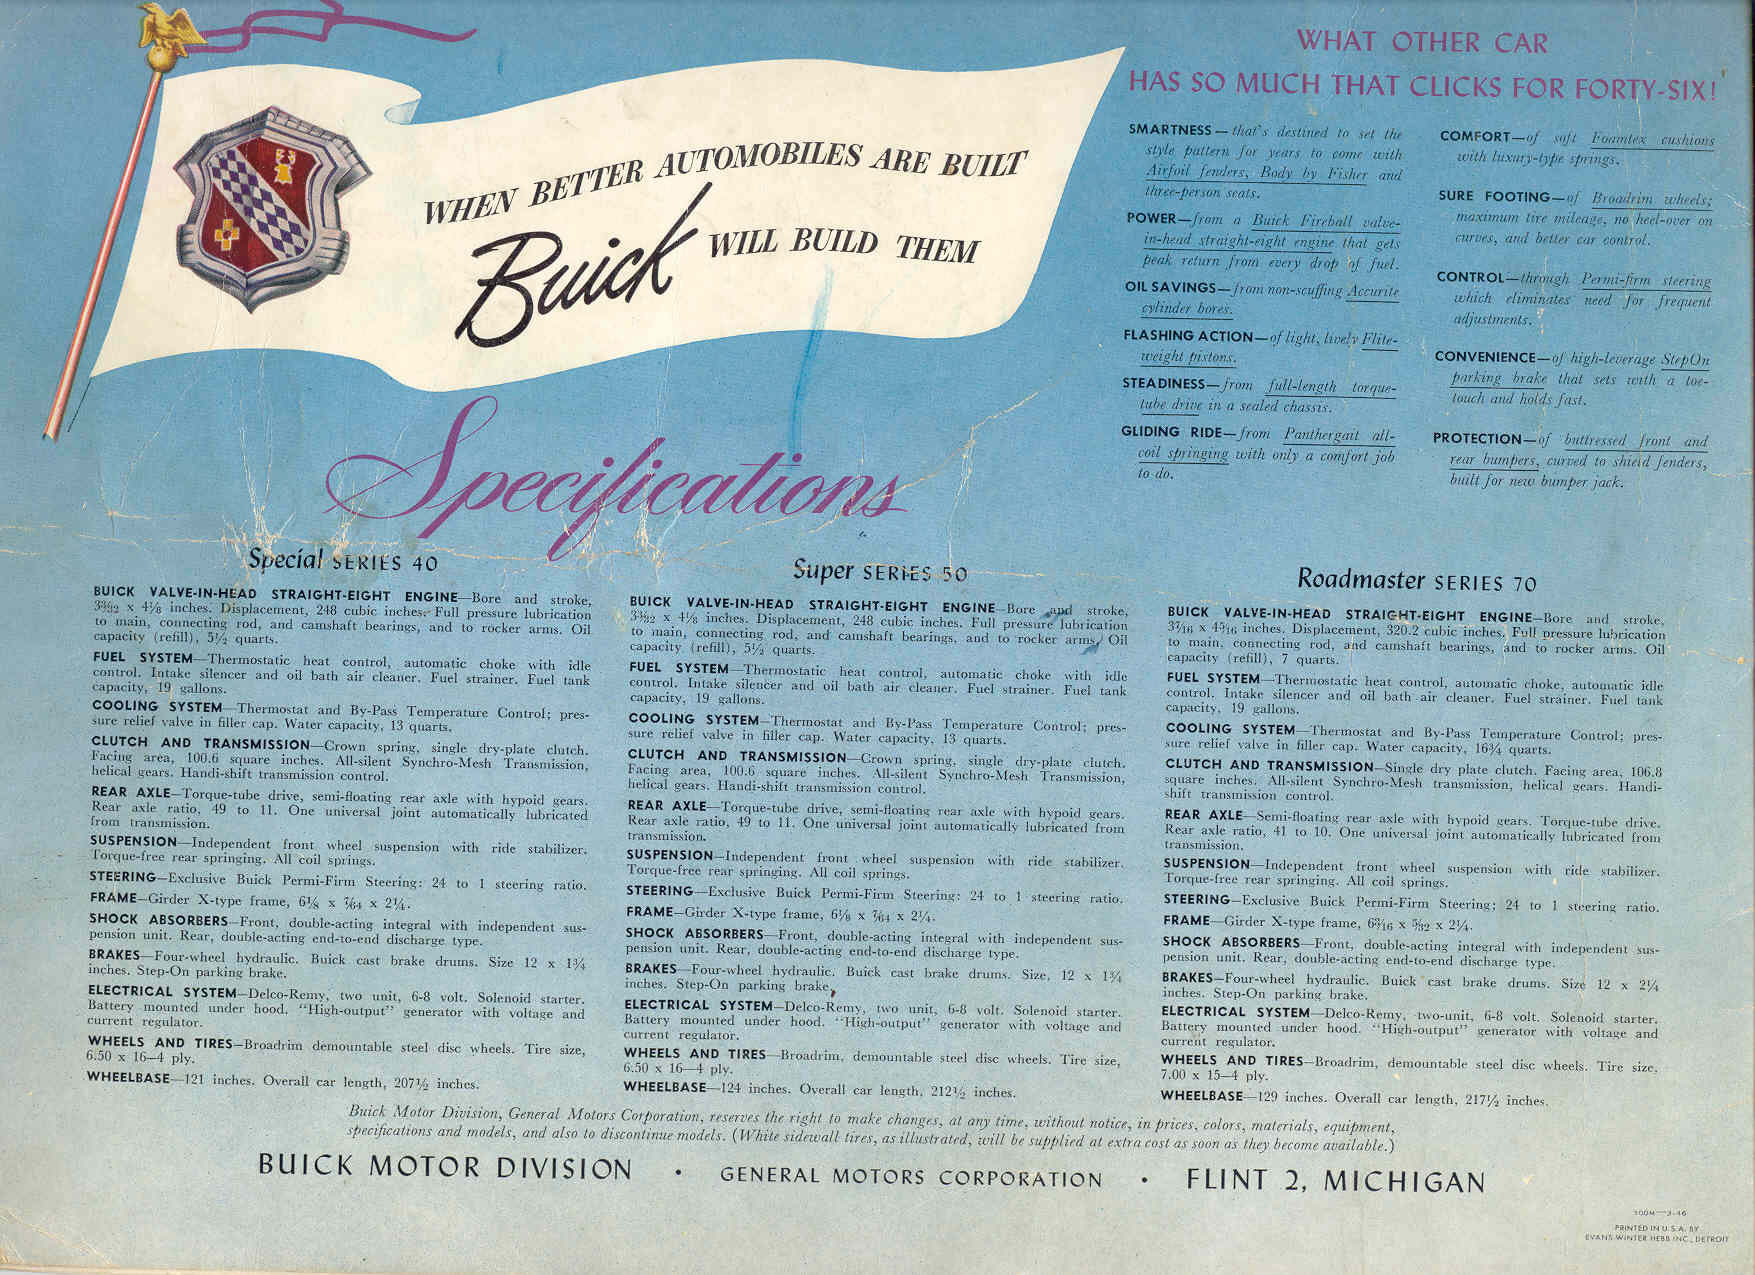 WHEN BETTER AUTOMOBILES ARE BUILT
Buick WILL BUILD THEM
WHAT OTHER CAR
HAS SO MUCH THAT CLICKS FOR FORTY-SIX!
SMARTNESS—that's destined to set the
style pattern for years to come with
Airfoil fenders, Body by Fisher and
three-person seats.
POWER—from a Buick Fireball valve-
in-head straight-eight engine that gets
peak return from every drop of fuel.
OIL SAVINGS—from non-scuffing Accurite
cylinder bores.
FLASHING ACTION—of light, lively Flite-
weight pistons.
STEADINESS—from full-length torque-
tube drive in a sealed chassis.
GLIDING RIDE—from Panthergait all-
coil springing with only a comfort job
to do.
COMFORT—of soft Foamtex cushions
with luxury-type springs.
SURE FOOTING—of Broadrim wheels;
maximum tire mileage, no heel-over on
curves, and better car control.
CONTROL—through Permi-firm steering
which eliminates need for frequent
adjustments.
CONVENIENCE—of high-leverage StepOn
parking brake that sets with a toe-
touch and holds fast.
PROTECTION—of buttressed front and
rear bumpers, curved to shield fenders,
built for new bumper jack.
Specifications
Special SERIES 40
BUICK VALVE-IN-HEAD STRAIGHT-EIGHT ENGINE—Bore and stroke,
3 3/32 x 4 1/8 inches. Displacement, 248 cubic inches. Full pressure lubrication
to main, connecting rod, and camshaft bearings, and to rocker arms. Oil
capacity (refill), 5½ quarts.
FUEL SYSTEM—Thermostatic heat control, automatic choke with idle
control. Intake silencer and oil bath air cleaner. Fuel strainer. Fuel tank
capacity, 19 gallons.
COOLING SYSTEM—Thermostat and By-Pass Temperature Control; pres-
sure relief valve in filler cap. Water capacity, 13 quarts.
CLUTCH AND TRANSMISSION—Crown spring, single dry-plate clutch.
Facing area, 100.6 square inches. All-silent Synchro-Mesh Transmission,
helical gears. Handi-shift transmission control.
REAR AXLE—Torque-tube drive, semi-floating rear axle with hypoid gears.
Rear axle ratio, 49 to 11. One universal joint automatically lubricated
from transmission.
SUSPENSION—Independent front wheel suspension with ride stabilizer.
Torque-free rear springing. All coil springs.
STEERING—Exclusive Buick Permi-Firm Steering: 24 to 1 steering ratio.
FRAME—Girder X-type frame, 6⅛ x 7/64 x 2¼.
SHOCK ABSORBERS—Front, double-acting integral with independent sus-
pension unit. Rear, double-acting end-to-end discharge type.
BRAKES—Four-wheel hydraulic. Buick cast brake drums. Size 12 x 1¾
inches. Step-On parking brake.
ELECTRICAL SYSTEM—Delco-Remy, two unit, 6-8 volt. Solenoid starter.
Battery mounted under hood. "High-output" generator with voltage and
current regulator.
WHEELS AND TIRES—Broadrim demountable steel disc wheels. Tire size,
6.50 x 16—4 ply.
WHEELBASE—121 inches. Overall car length, 207½ inches.
Super SERIES 50
BUICK VALVE-IN-HEAD STRAIGHT-EIGHT ENGINE—Bore and stroke,
3 3/32 x 4 1/8 inches. Displacement, 248 cubic inches. Full pressure lubrication
to main, connecting rod, and camshaft bearings, and to rocker arms. Oil
capacity (refill), 5½ quarts.
FUEL SYSTEM—Thermostatic heat control, automatic choke with idle
control. Intake silencer and oil bath air cleaner. Fuel strainer. Fuel tank
capacity, 19 gallons.
COOLING SYSTEM—Thermostat and By-Pass Temperature Control; pres-
sure relief valve in filler cap. Water capacity, 13 quarts.
CLUTCH AND TRANSMISSION—Crown spring, single dry-plate clutch.
Facing area, 100.6 square inches. All-silent Synchro-Mesh Transmission,
helical gears. Handi-shift transmission control.
REAR AXLE—Torque-tube drive, semi-floating rear axle with hypoid gears.
Rear axle ratio, 49 to 11. One universal joint automatically lubricated from
transmission.
SUSPENSION—Independent front wheel suspension with ride stabilizer.
Torque-free rear springing. All coil springs.
STEERING—Exclusive Buick Permi-Firm Steering: 24 to 1 steering ratio.
FRAME—Girder X-type frame, 6⅛ x 7/64 x 2¼.
SHOCK ABSORBERS—Front, double-acting integral with independent sus-
pension unit. Rear, double-acting end-to-end discharge type.
BRAKES—Four-wheel hydraulic. Buick cast brake drums. Size, 12 x 1¾
inches. Step-On parking brake.
ELECTRICAL SYSTEM—Delco-Remy, two unit, 6-8 volt. Solenoid starter.
Battery mounted under hood. "High-output" generator with voltage and
current regulator.
WHEELS AND TIRES—Broadrim, demountable steel disc wheels. Tire size,
6.50 x 16—4 ply.
WHEELBASE—124 inches. Overall car length, 212½ inches.
Roadmaster SERIES 70
BUICK VALVE-IN-HEAD STRAIGHT-EIGHT ENGINE—Bore and stroke,
3 7/16 x 4 5/16 inches. Displacement, 320.2 cubic inches. Full pressure lubrication
to main, connecting rod, and camshaft bearings, and to rocker arms. Oil
capacity (refill), 7 quarts.
FUEL SYSTEM—Thermostatic heat control, automatic choke, automatic idle
control. Intake silencer and oil bath air cleaner. Fuel strainer. Fuel tank
capacity, 19 gallons.
COOLING SYSTEM—Thermostat and By-Pass Temperature Control; pres-
sure relief valve in filler cap. Water capacity, 16¾ quarts.
CLUTCH AND TRANSMISSION—Single dry plate clutch. Facing area, 106.8
square inches. All-silent Synchro-Mesh transmission, helical gears. Handi-
shift transmission control.
REAR AXLE—Semi-floating rear axle with hypoid gears. Torque-tube drive.
Rear axle ratio, 41 to 10. One universal joint automatically lubricated from
transmission.
SUSPENSION—Independent front wheel suspension with ride stabilizer.
Torque-free rear springing. All coil springs.
STEERING—Exclusive Buick Permi-Firm Steering; 24 to 1 steering ratio.
FRAME—Girder X-type frame, 6 3/16 x 5/32 x 2¼.
SHOCK ABSORBERS—Front, double-acting integral with independent sus-
pension unit. Rear, double-acting end-to-end discharge type.
BRAKES—Four-wheel hydraulic. Buick cast brake drums. Size 12 x 2¼
inches. Step-On parking brake.
ELECTRICAL SYSTEM—Delco-Remy, two-unit, 6-8 volt. Solenoid starter.
Battery mounted under hood. "High-output" generator with voltage and
current regulator.
WHEELS AND TIRES—Broadrim, demountable steel disc wheels. Tire size,
7.00 x 15—4 ply.
WHEELBASE—129 inches. Overall car length, 217½ inches.
Buick Motor Division, General Motors Corporation, reserves the right to make changes, at any time, without notice, in prices, colors, materials, equipment,
specifications and models, and also to discontinue models. (White sidewall tires, as illustrated, will be supplied at extra cost as soon as they become available.)
BUICK MOTOR DIVISION • GENERAL MOTORS CORPORATION • FLINT 2, MICHIGAN
PRINTED IN U.S.A. BY
EVANS-WINTER HEBB INC., DETROIT